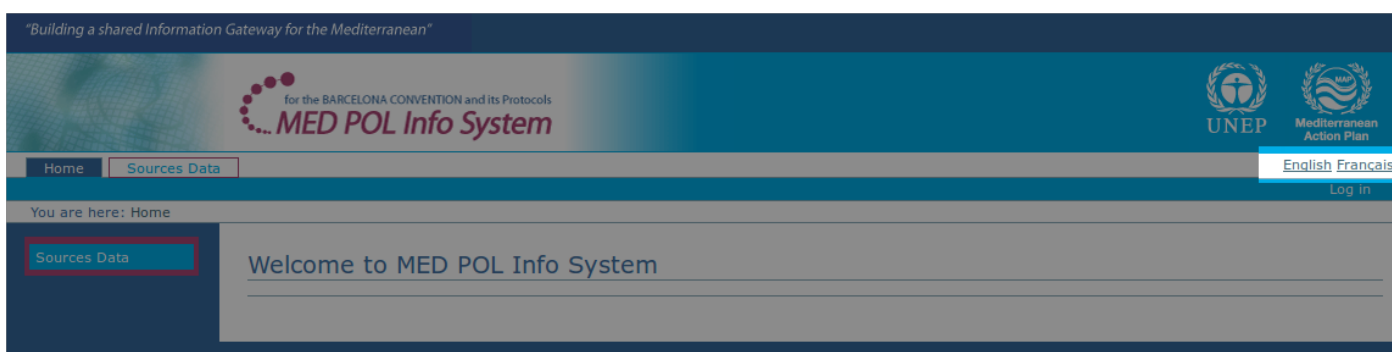 "Building a shared Information Gateway for the Mediterranean"
for the BARCELONA CONVENTION and its Protocols
MED POL Info System
UNEP
MAP
Mediterranean
Action Plan
Home Sources Data
English Français
Log in
You are here: Home
Sources Data
Welcome to MED POL Info System